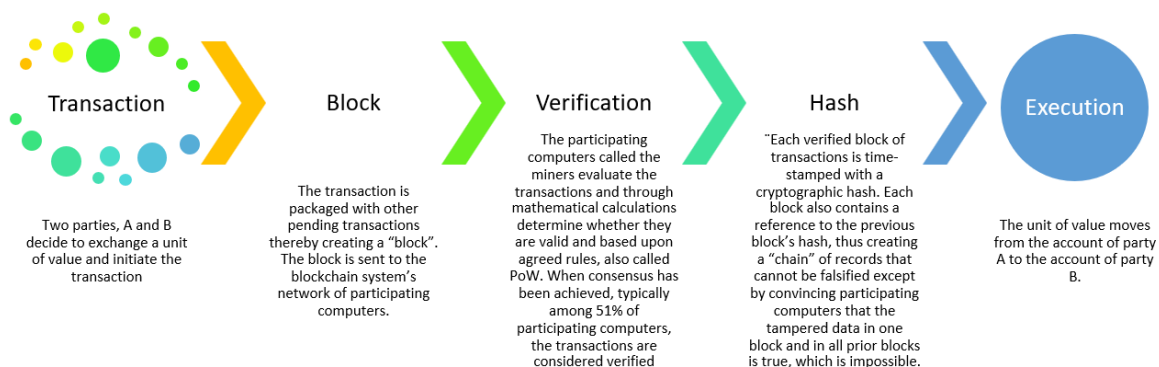 Transaction
Two parties, A and B
decide to exchange a unit
of value and initiate the
transaction
Block
The transaction is
packaged with other
pending transactions
thereby creating a “block”.
The block is sent to the
blockchain system’s
network of participating
computers.
Verification
The participating
computers called the
miners evaluate the
transactions and through
mathematical calculations
determine whether they
are valid and based upon
agreed rules, also called
PoW. When consensus has
been achieved, typically
among 51% of
participating computers,
the transactions are
considered verified
Hash
¨Each verified block of
transactions is time-
stamped with a
cryptographic hash. Each
block also contains a
reference to the previous
block’s hash, thus creating
a “chain” of records that
cannot be falsified except
by convincing participating
computers that the
tampered data in one
block and in all prior blocks
is true, which is impossible.
Execution
The unit of value moves
from the account of party
A to the account of party
B.